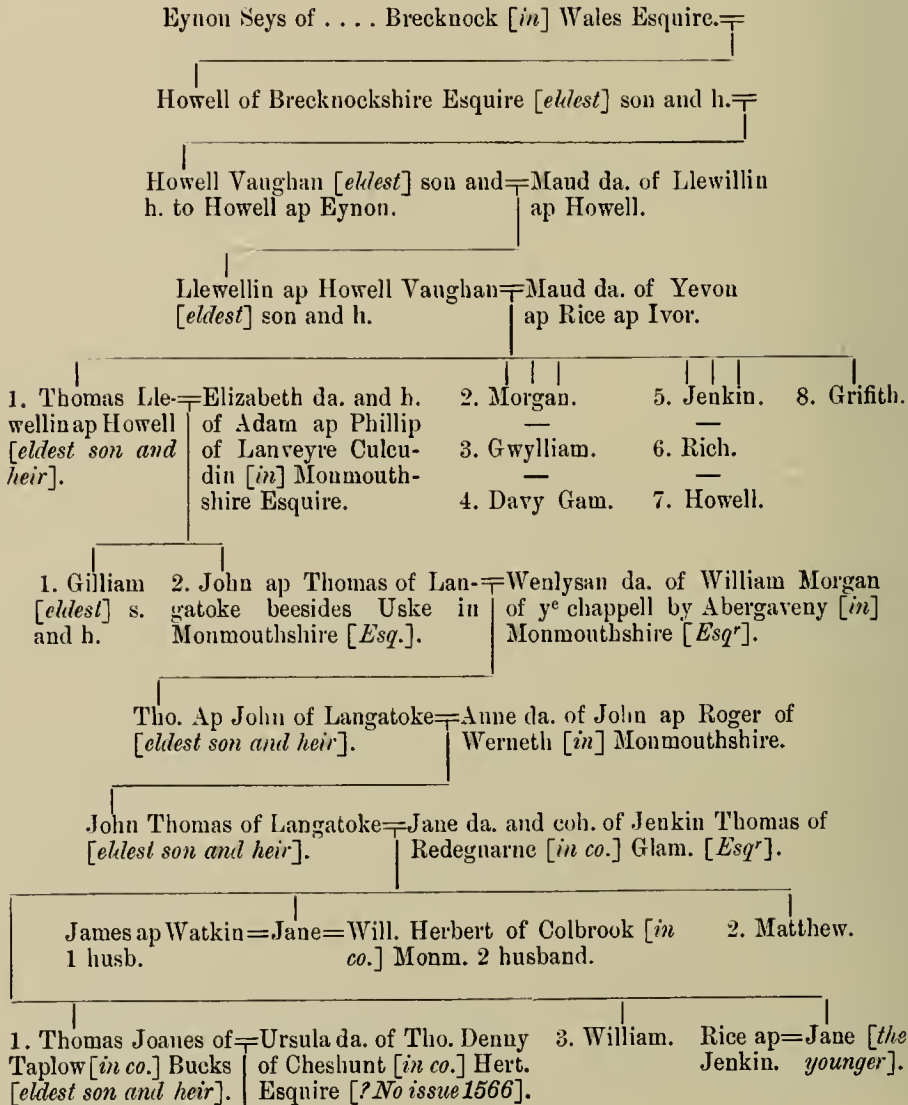 Eynon Seys of . . . . Brecknock [in] Wales Esquire.=
Howell of Brecknockshire Esquire [eldest] son and h.=
Howell Vaughan [eldest] son and=Maud da. of Llewillin
h. to Howell ap Eynon. ap Howell.
Llewellin ap Howell Vaughan=Maud da. of Yevon
[eldest] son and h. ap Rice ap Ivor.
1. Thomas Lle-=Elizabeth da. and h. 2. Morgan. 5. Jenkin. 8. Grifith.
wellin ap Howell of Adam ap Phillip
[eldest son and of Lanveyre Culcu- 3. Gwylliam. 6. Rich.
heir]. din [in] Monmouth-
shire Esquire. 4. Davy Gam. 7. Howell.
1. Gilliam 2. John ap Thomas of Lan-=Wenlysan da. of William Morgan
[eldest] s. gatoke beesides Uske in of yᵉ chappell by Abergaveny [in]
and h. Monmouthshire [Esq.]. Monmouthshire [Esqʳ].
Tho. Ap John of Langatoke=Anne da. of John ap Roger of
[eldest son and heir]. Werneth [in] Monmouthshire.
John Thomas of Langatoke=Jane da. and coh. of Jenkin Thomas of
[eldest son and heir]. Redegnarne [in co.] Glam. [Esqʳ].
James ap Watkin=Jane=Will. Herbert of Colbrook [in 2. Matthew.
1 husb. co.] Monm. 2 husband.
1. Thomas Joanes of=Ursula da. of Tho. Denny 3. William. Rice ap=Jane [the
Taplow [in co.] Bucks of Cheshunt [in co.] Hert. Jenkin. younger].
[eldest son and heir]. Esquire [? No issue 1566].